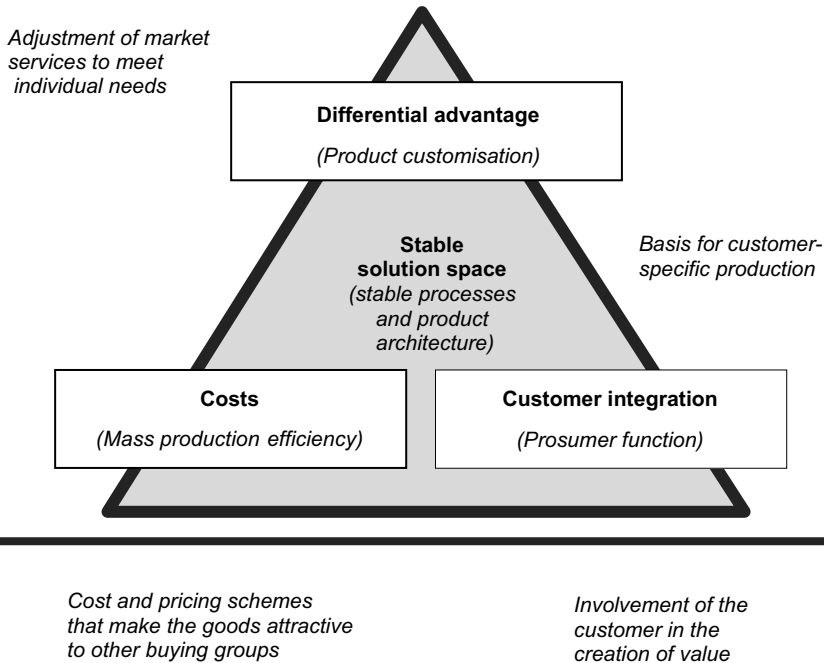 Adjustment of market
services to meet
individual needs
Differential advantage
(Product customisation)
Stable
solution space
(stable processes
and product
architecture)
Basis for customer-
specific production
Costs
(Mass production efficiency)
Customer integration
(Prosumer function)
Cost and pricing schemes
that make the goods attractive
to other buying groups
Involvement of the
customer in the
creation of value